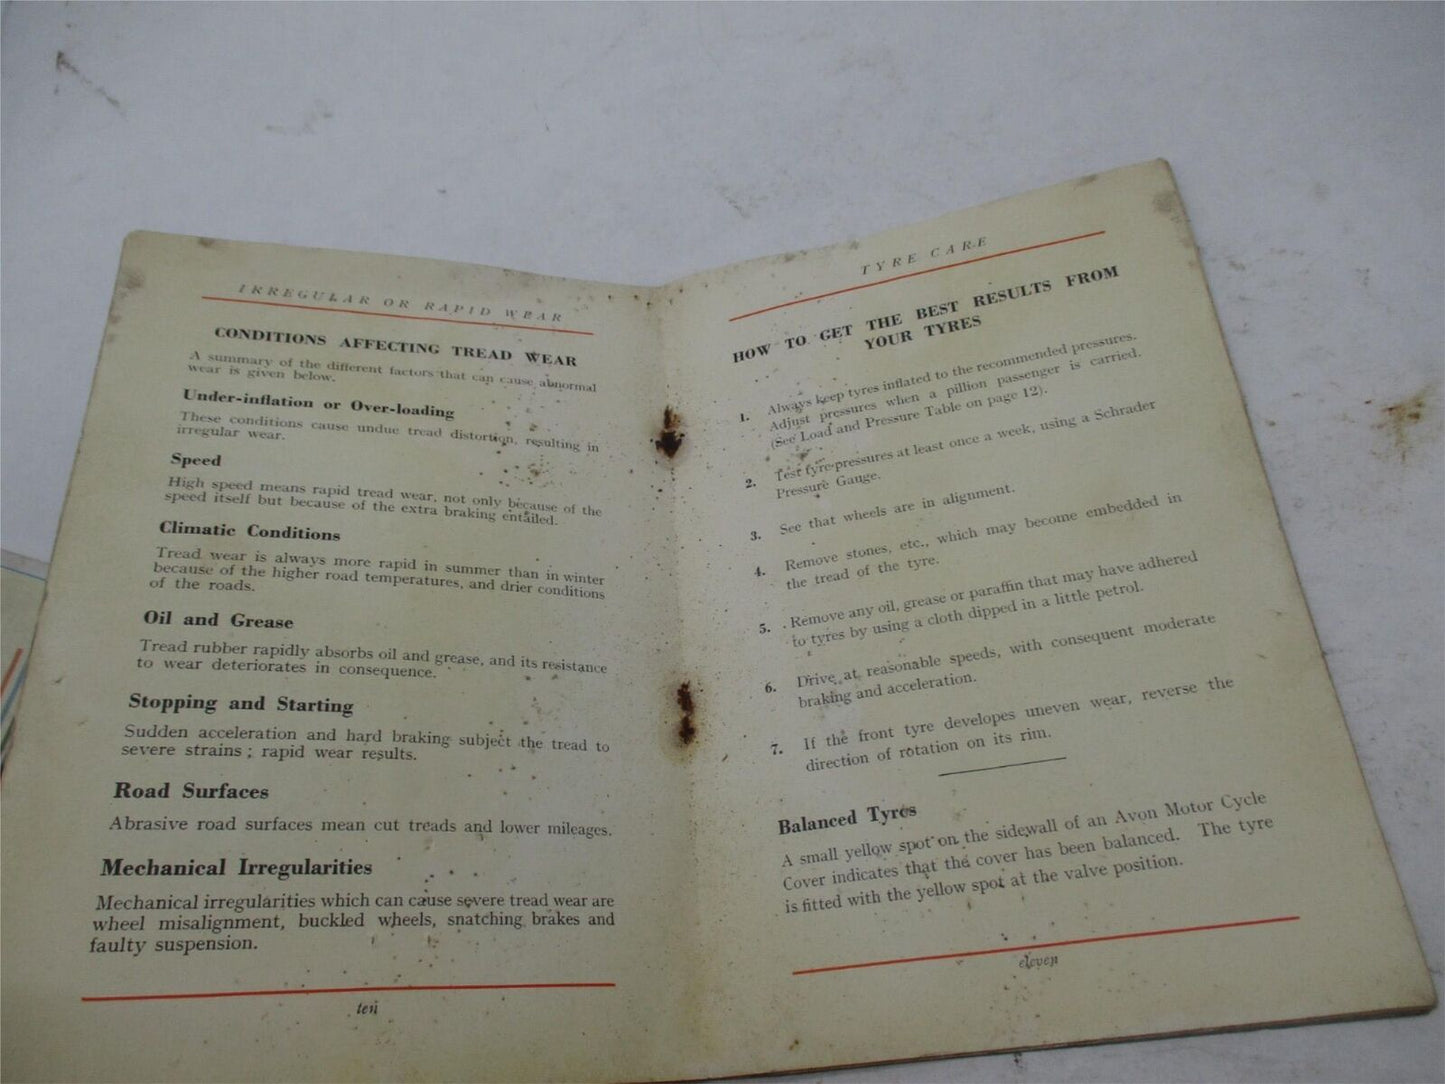 IRREGULAR OR RAPID WEAR
CONDITIONS AFFECTING TREAD WEAR
A summary of the different factors that can cause abnormal
wear is given below.
Under-inflation or Over-loading
These conditions cause undue tread distortion, resulting in
irregular wear.
Speed
High speed means rapid tread wear, not only because of the
speed itself but because of the extra braking entailed.
Climatic Conditions
Tread wear is always more rapid in summer than in winter
because of the higher road temperatures, and drier conditions
of the roads.
Oil and Grease
Tread rubber rapidly absorbs oil and grease, and its resistance
to wear deteriorates in consequence.
Stopping and Starting
Sudden acceleration and hard braking subject the tread to
severe strains; rapid wear results.
Road Surfaces
Abrasive road surfaces mean cut treads and lower mileages.
Mechanical Irregularities
Mechanical irregularities which can cause severe tread wear are
wheel misalignment, buckled wheels, snatching brakes and
faulty suspension.
ten
TYRE CARE
HOW TO GET THE BEST RESULTS FROM
YOUR TYRES
1. Always keep tyres inflated to the recommended pressures.
Adjust pressures when a pillion passenger is carried.
(See Load and Pressure Table on page 12).
2. Test tyre pressures at least once a week, using a Schrader
Pressure Gauge.
3. See that wheels are in alignment.
4. Remove stones, etc., which may become embedded in
the tread of the tyre.
5. Remove any oil, grease or paraffin that may have adhered
to tyres by using a cloth dipped in a little petrol.
6. Drive at reasonable speeds, with consequent moderate
braking and acceleration.
7. If the front tyre developes uneven wear, reverse the
direction of rotation on its rim.
Balanced Tyres
A small yellow spot on the sidewall of an Avon Motor Cycle
Cover indicates that the cover has been balanced. The tyre
is fitted with the yellow spot at the valve position.
eleven